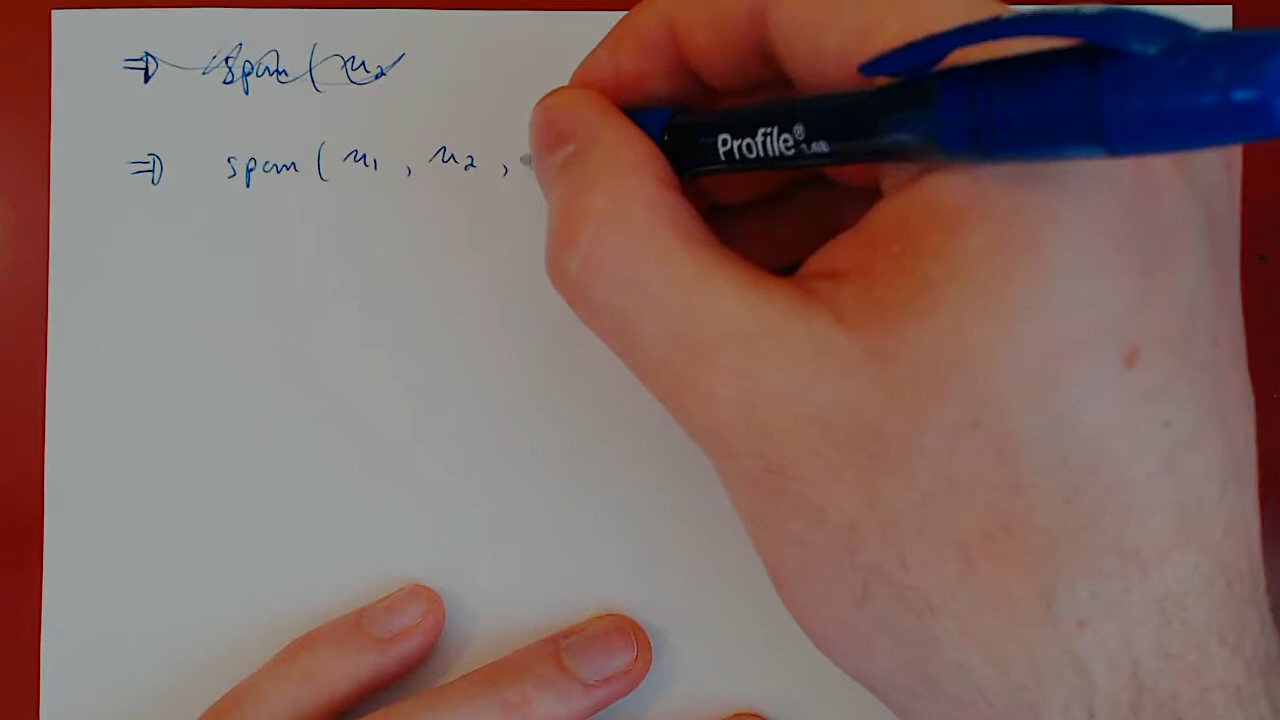 ⇒ span(u₂
⇒ span(u₁, u₂,
Profile®